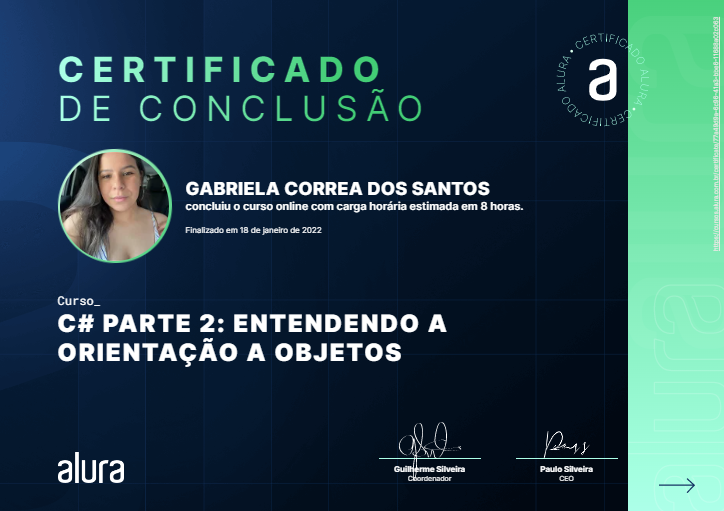 CERTIFICADO
DE CONCLUSÃO
CERTIFICADO ALURA • CERTIFICADO ALURA •
a
GABRIELA CORREA DOS SANTOS
concluiu o curso online com carga horária estimada em 8 horas.
Finalizado em 18 de janeiro de 2022
Curso_
C# PARTE 2: ENTENDENDO A
ORIENTAÇÃO A OBJETOS
alura
Guilherme Silveira
Coordenador
Paulo Silveira
CEO
alura